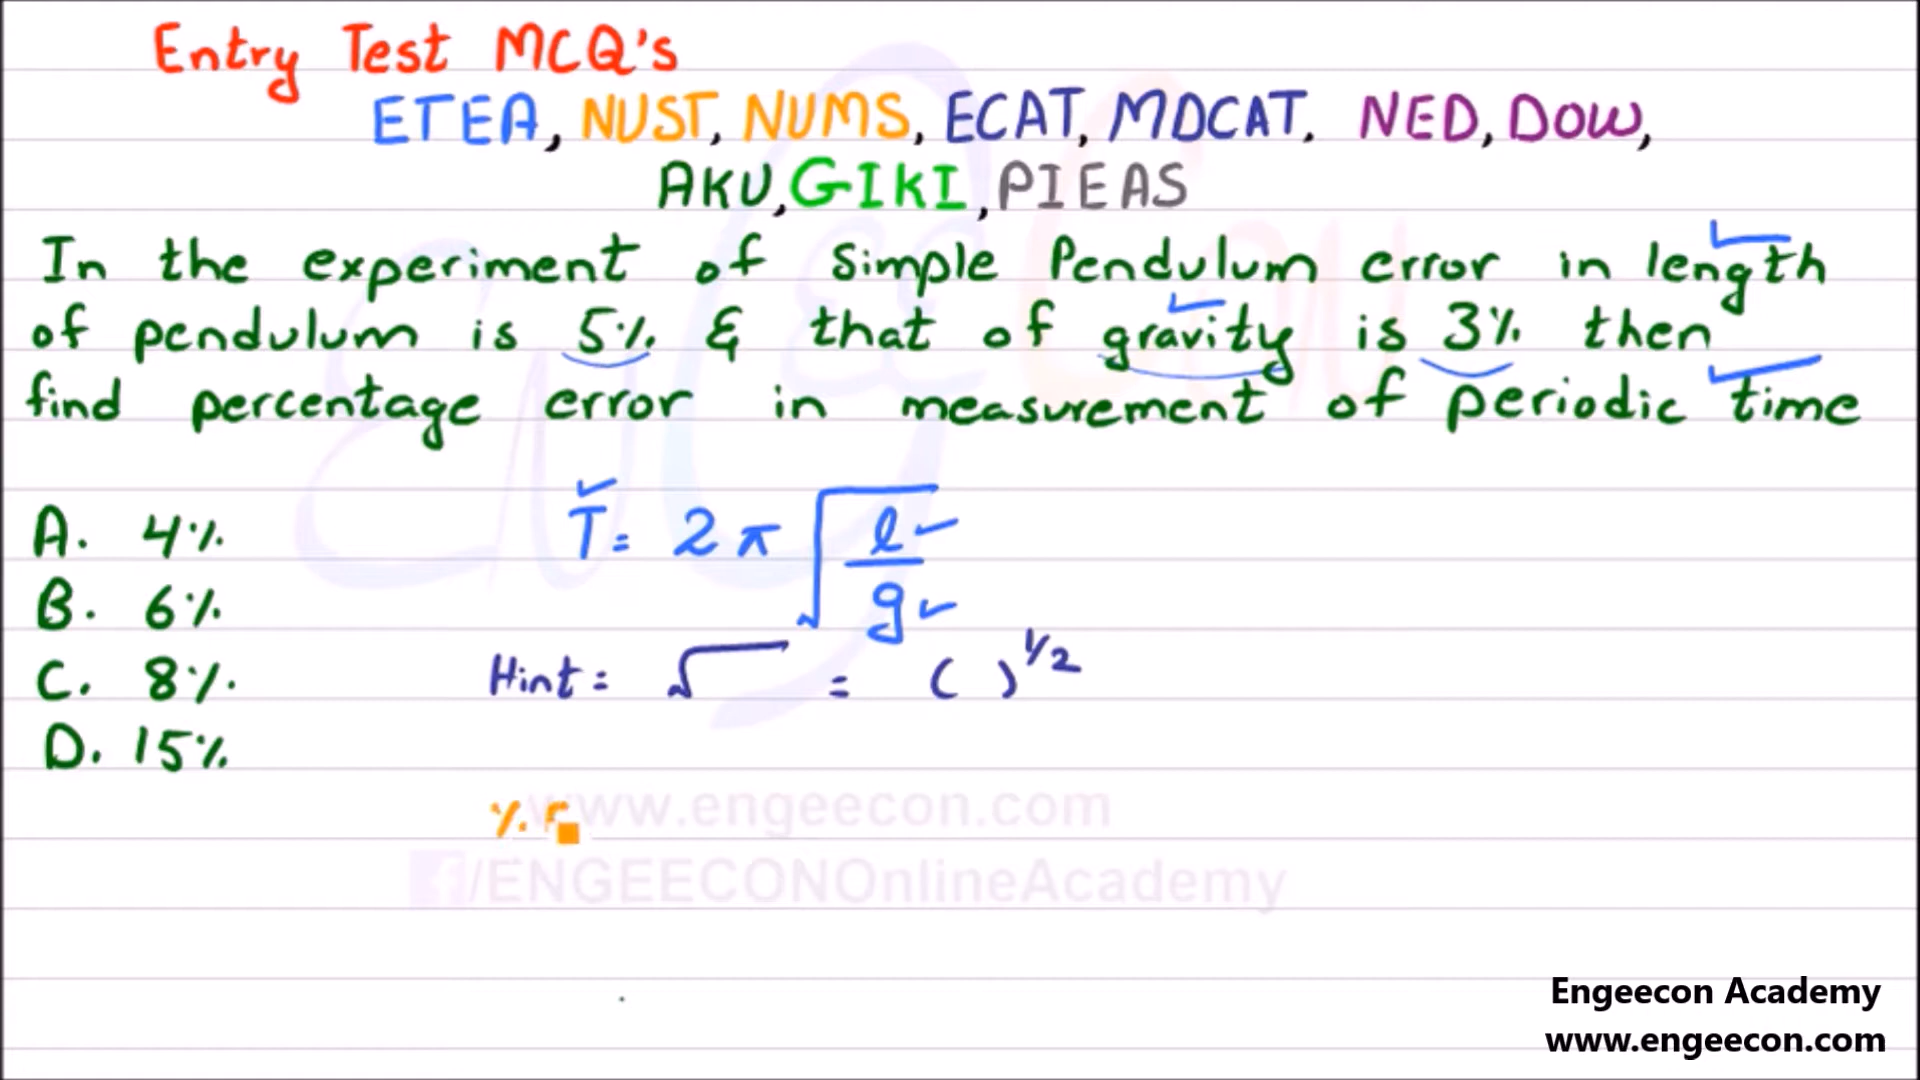 Entry Test MCQ's
ETEA, NUST, NUMS, ECAT, MDCAT, NED, DOW,
AKU, GIKI, PIEAS
In the experiment of Simple Pendulum error in length
of pendulum is 5% & that of gravity is 3% then
find percentage error in measurement of periodic time
A. 4%
B. 6%
C. 8%
D. 15%
T = 2π √(l/g)
Hint = √ = ( )^1/2
%
www.engeecon.com
f/ENGEECONOnlineAcademy
Engeecon Academy
www.engeecon.com